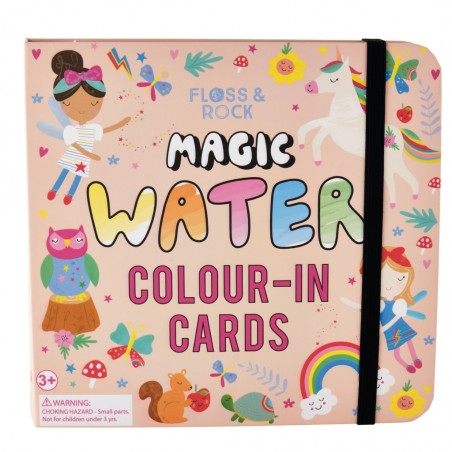 FLOSS &
ROCK
MAGIC
WATER
COLOUR-IN
CARDS
3+
⚠WARNING:
CHOKING HAZARD - Small parts.
Not for children under 3 yrs.